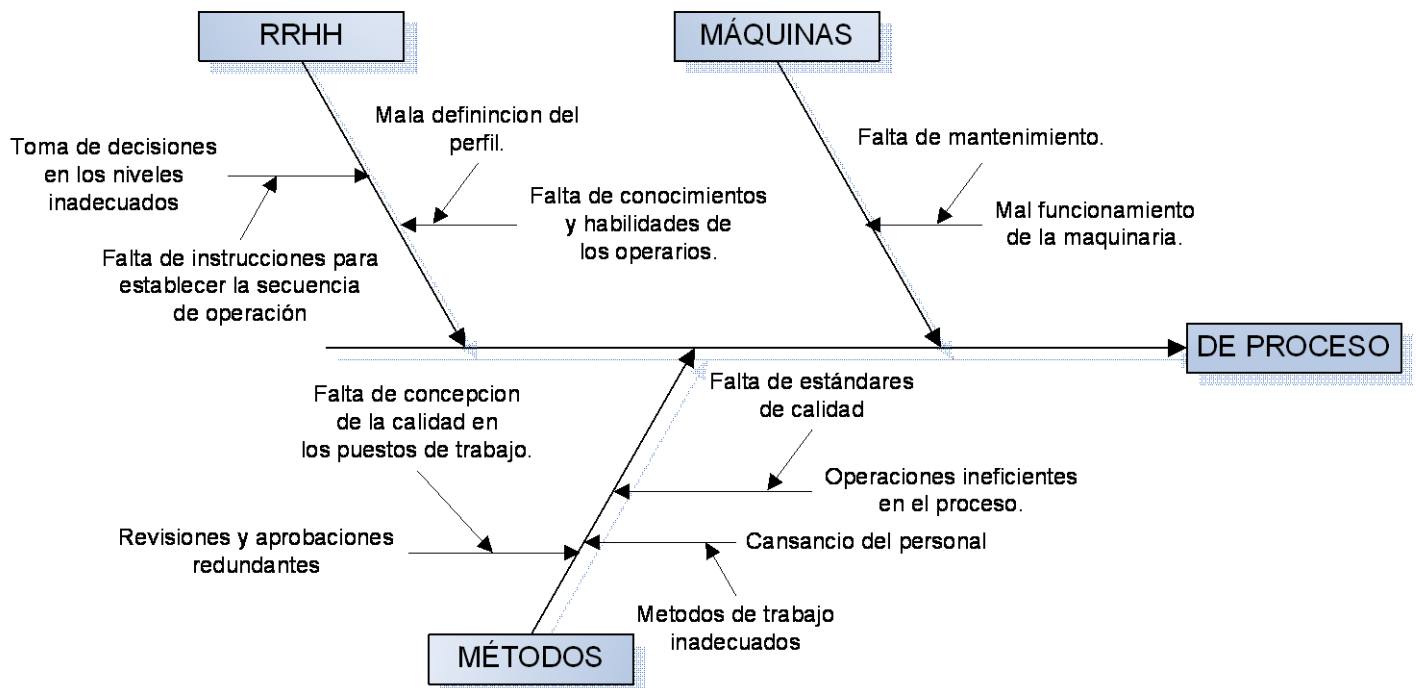 RRHH
MÁQUINAS
Mala definincion del
perfil.
Toma de decisiones
en los niveles
inadecuados
Falta de conocimientos
y habilidades de
los operarios.
Falta de instrucciones para
establecer la secuencia
de operación
Falta de mantenimiento.
Mal funcionamiento
de la maquinaria.
DE PROCESO
Falta de concepcion
de la calidad en
los puestos de trabajo.
Falta de estándares
de calidad
Operaciones ineficientes
en el proceso.
Revisiones y aprobaciones
redundantes
Cansancio del personal
Metodos de trabajo
inadecuados
MÉTODOS